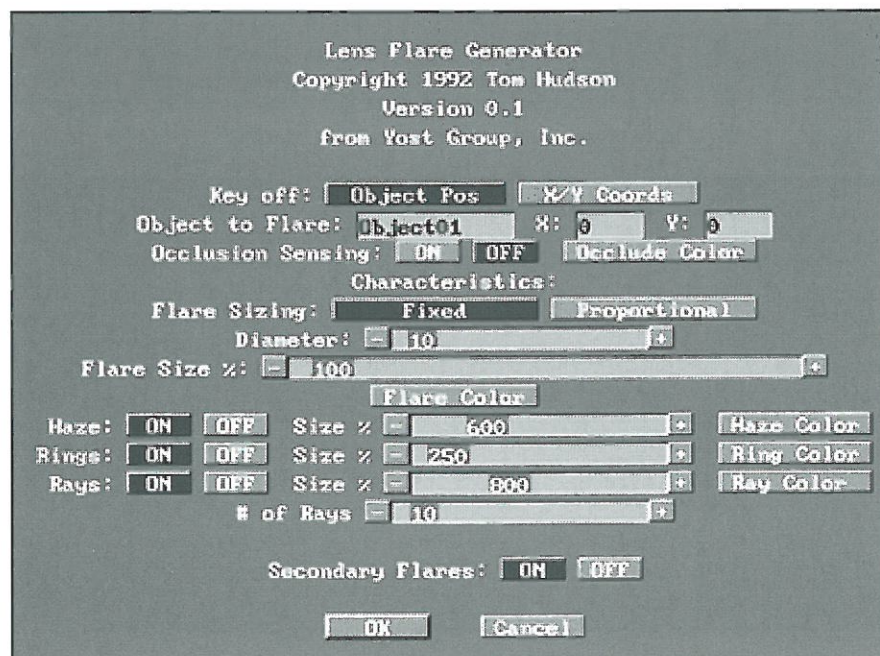 Lens Flare Generator
Copyright 1992 Tom Hudson
Version 0.1
from Yost Group, Inc.
Key off: Object Pos X/Y Coords
Object to Flare: Object01 X: 0 Y: 0
Occlusion Sensing: ON OFF Occlude Color
Characteristics:
Flare Sizing: Fixed Proportional
Diameter: - 10 +
Flare Size %: - 100 +
Flare Color
Haze: ON OFF Size % - 600 + Haze Color
Rings: ON OFF Size % - 250 + Ring Color
Rays: ON OFF Size % - 800 + Ray Color
# of Rays - 10 +
Secondary Flares: ON OFF
OK Cancel